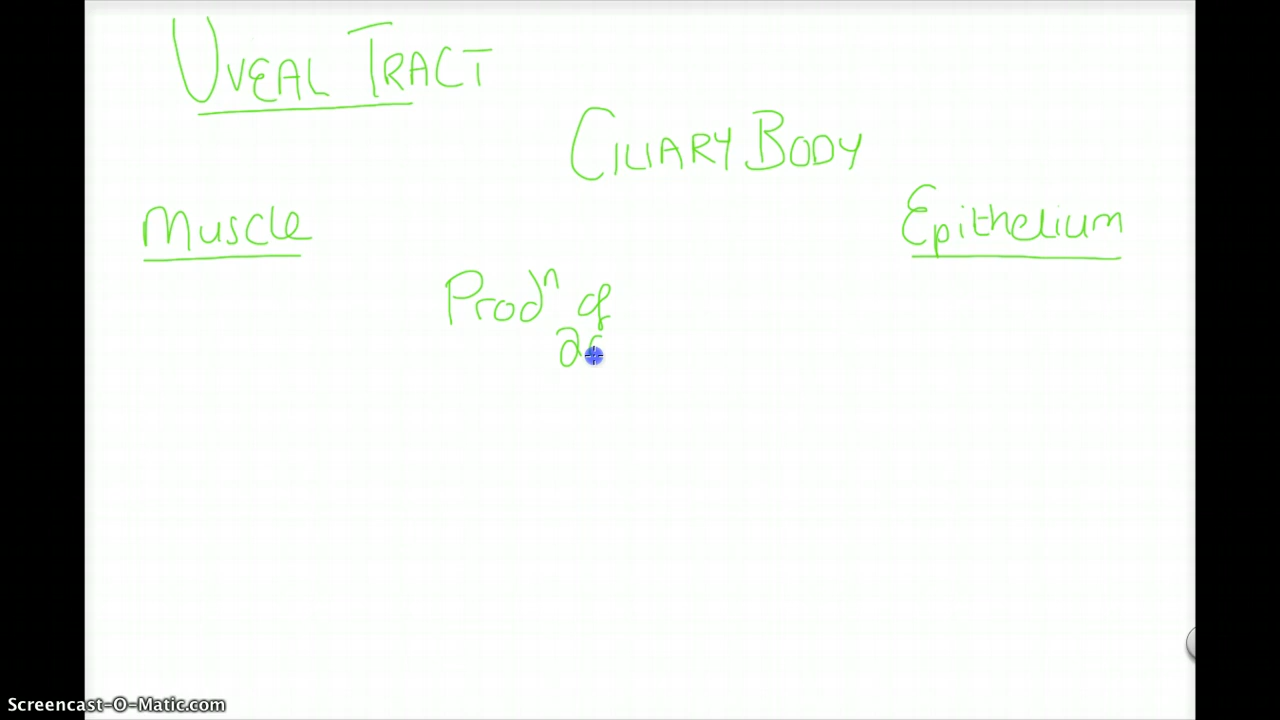 UVEAL TRACT
CILIARY BODY
Muscle
Epithelium
Prodⁿ of
Screencast-O-Matic.com